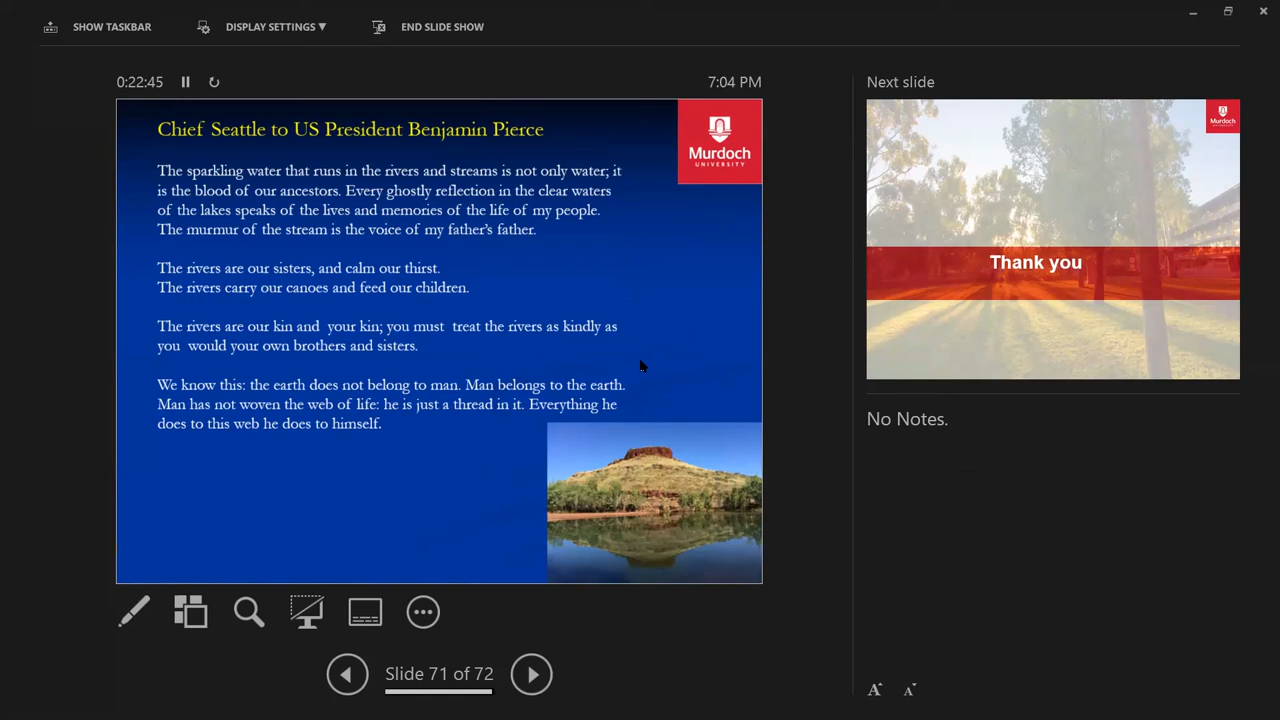 SHOW TASKBAR
DISPLAY SETTINGS ▼
END SLIDE SHOW
0:22:45
7:04 PM
Chief Seattle to US President Benjamin Pierce
Murdoch
UNIVERSITY
The sparkling water that runs in the rivers and streams is not only water; it
is the blood of our ancestors. Every ghostly reflection in the clear waters
of the lakes speaks of the lives and memories of the life of my people.
The murmur of the stream is the voice of my father’s father.
The rivers are our sisters, and calm our thirst.
The rivers carry our canoes and feed our children.
The rivers are our kin and your kin; you must treat the rivers as kindly as
you would your own brothers and sisters.
We know this: the earth does not belong to man. Man belongs to the earth.
Man has not woven the web of life: he is just a thread in it. Everything he
does to this web he does to himself.
Slide 71 of 72
Next slide
Murdoch
Thank you
No Notes.
A
A